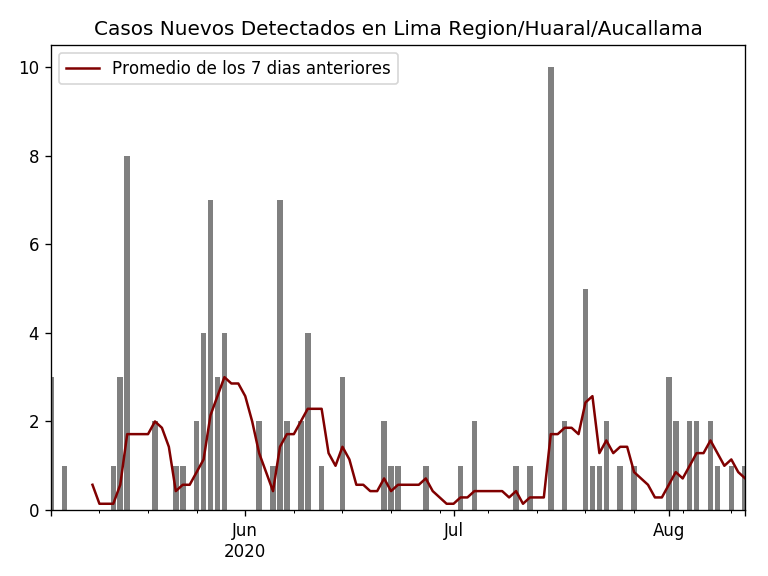 Casos Nuevos Detectados en Lima Region/Huaral/Aucallama
Promedio de los 7 dias anteriores
10
8
6
4
2
0
Jun
2020
Jul
Aug